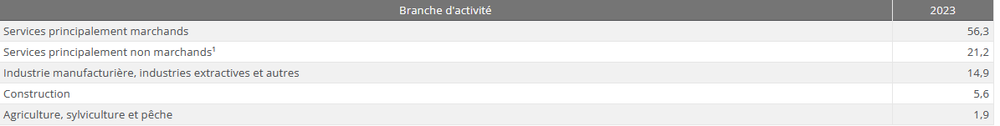 Branche d'activité 2023
Services principalement marchands 56,3
Services principalement non marchands¹ 21,2
Industrie manufacturière, industries extractives et autres 14,9
Construction 5,6
Agriculture, sylviculture et pêche 1,9